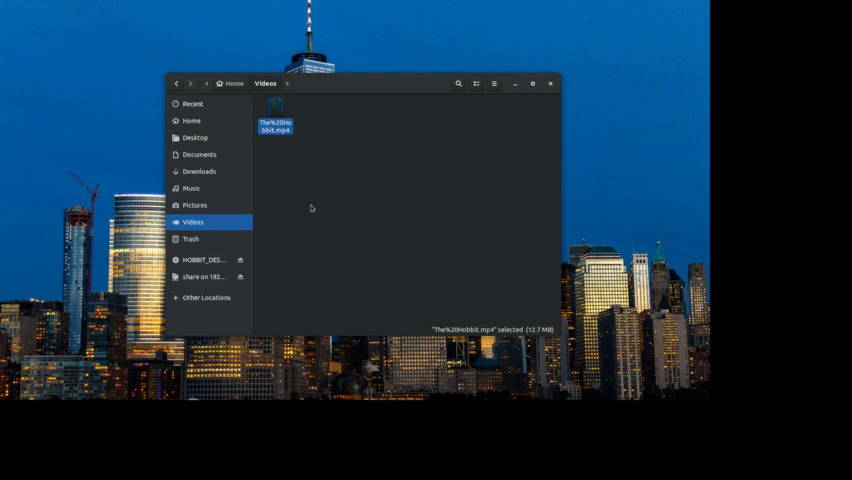 Home Videos
Recent
Home
Desktop
Documents
Downloads
Music
Pictures
Videos
Trash
HOBBIT_DES...
share on 192...
Other Locations
The%20Ho
bbit.mp4
"The%20Hobbit.mp4" selected (12.7 MB)